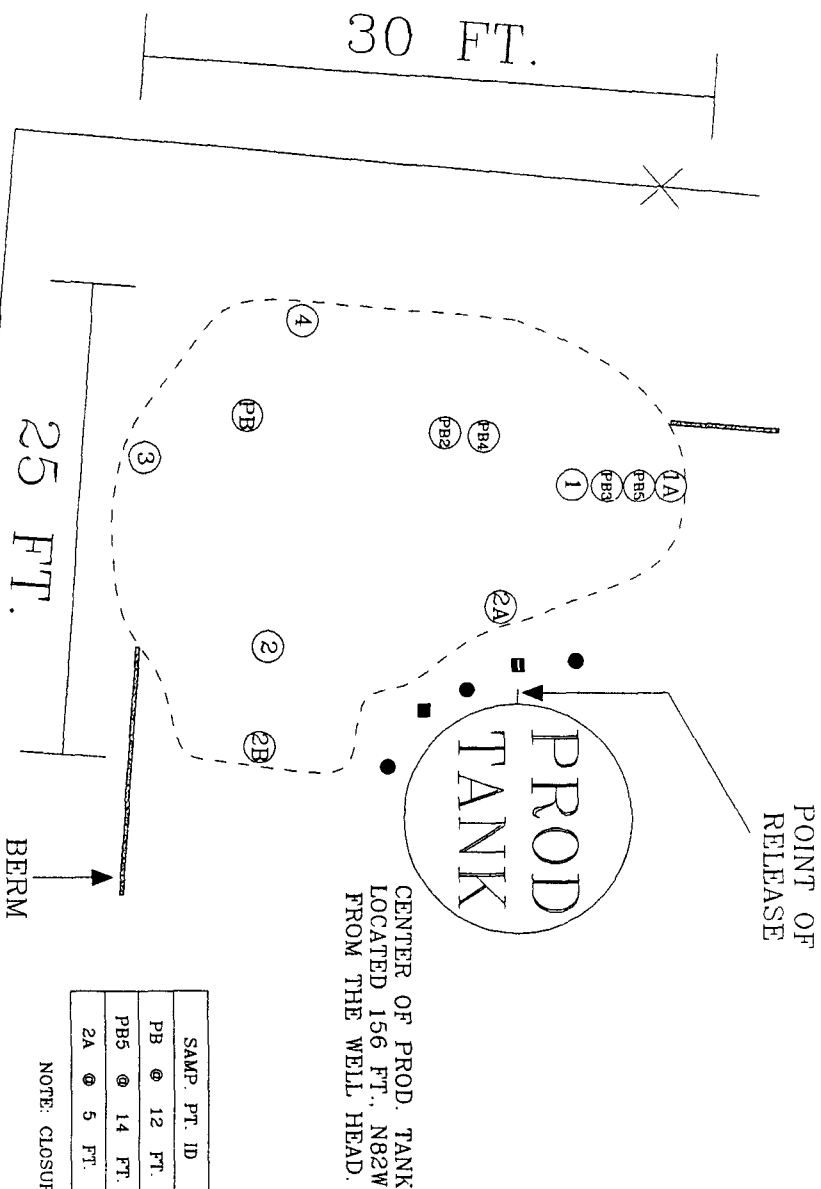 30 FT.
POINT OF
RELEASE
1A
PB5
PB3
1
PB4
PB2
4
PB
3
2A
2
2B
PROD
TANK
25 FT.
BERM
CENTER OF PROD. TANK
LOCATED 156 FT., N82W
FROM THE WELL HEAD.
SAMP. PT. ID
PB @ 12 FT.
PB5 @ 14 FT.
2A @ 5 FT.